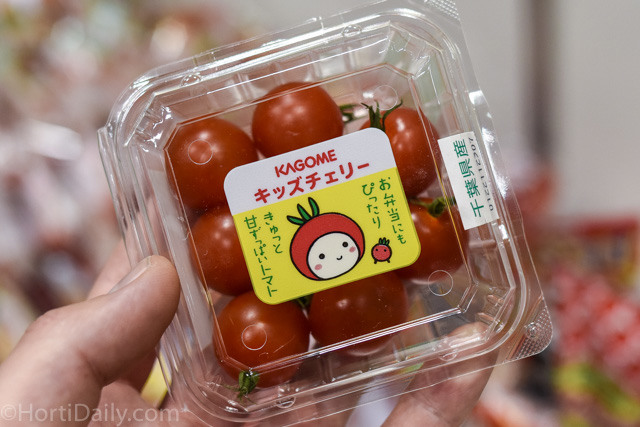 KAGOME
キッズチェリー
お弁当にも
ぴったり
きゅっと
甘ずっぱいトマト
千葉県産
©HortiDaily.com